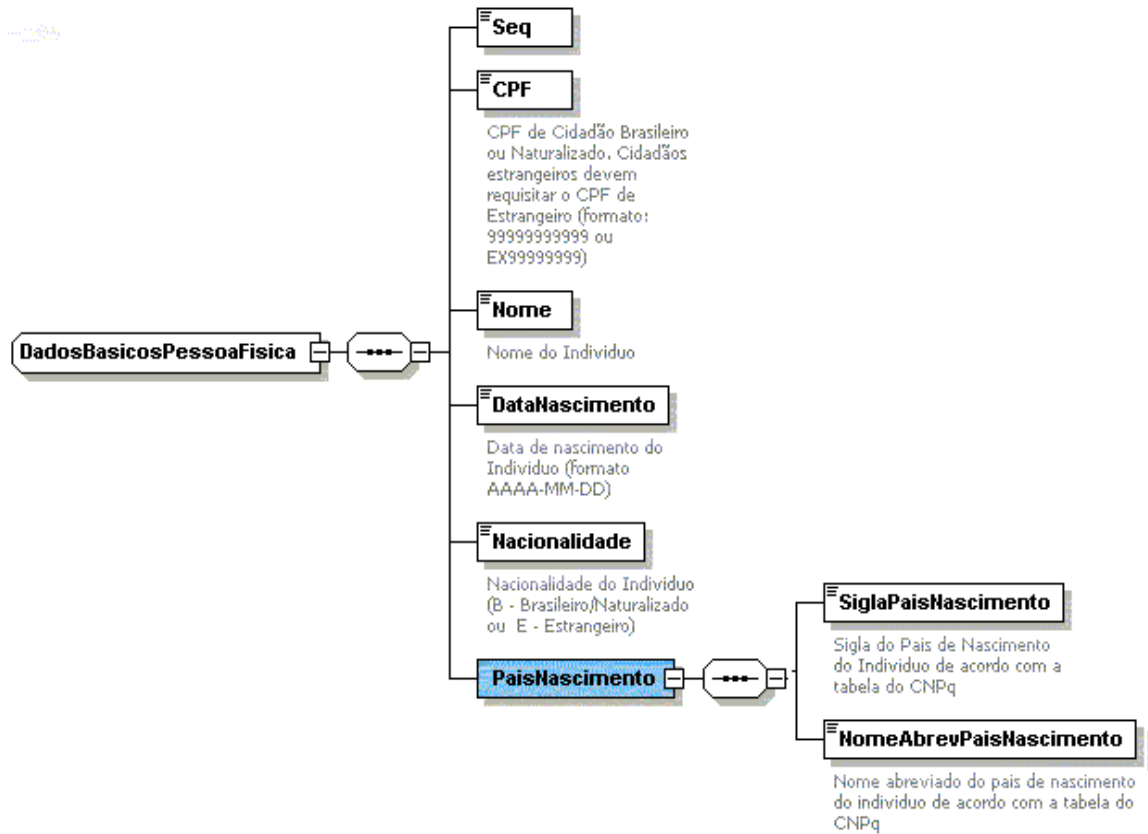 Seq
CPF
CPF de Cidadão Brasileiro
ou Naturalizado. Cidadãos
estrangeiros devem
requisitar o CPF de
Estrangeiro (formato:
99999999999 ou
EX99999999)
Nome
Nome do Individuo
DadosBasicosPessoaFisica
DataNascimento
Data de nascimento do
Individuo (formato
AAAA-MM-DD)
Nacionalidade
Nacionalidade do Individuo
(B - Brasileiro/Naturalizado
ou E - Estrangeiro)
PaisNascimento
SiglaPaisNascimento
Sigla do Pais de Nascimento
do Individuo de acordo com a
tabela do CNPq
NomeAbrevPaisNascimento
Nome abreviado do pais de nascimento
do individuo de acordo com a tabela do
CNPq